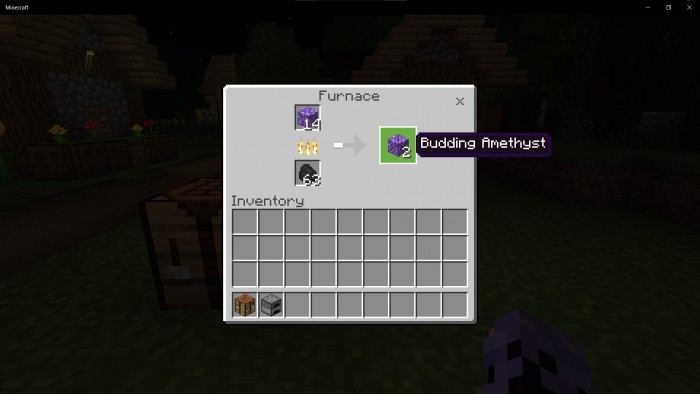 Minecraft
Furnace
14
2
Budding Amethyst
63
Inventory